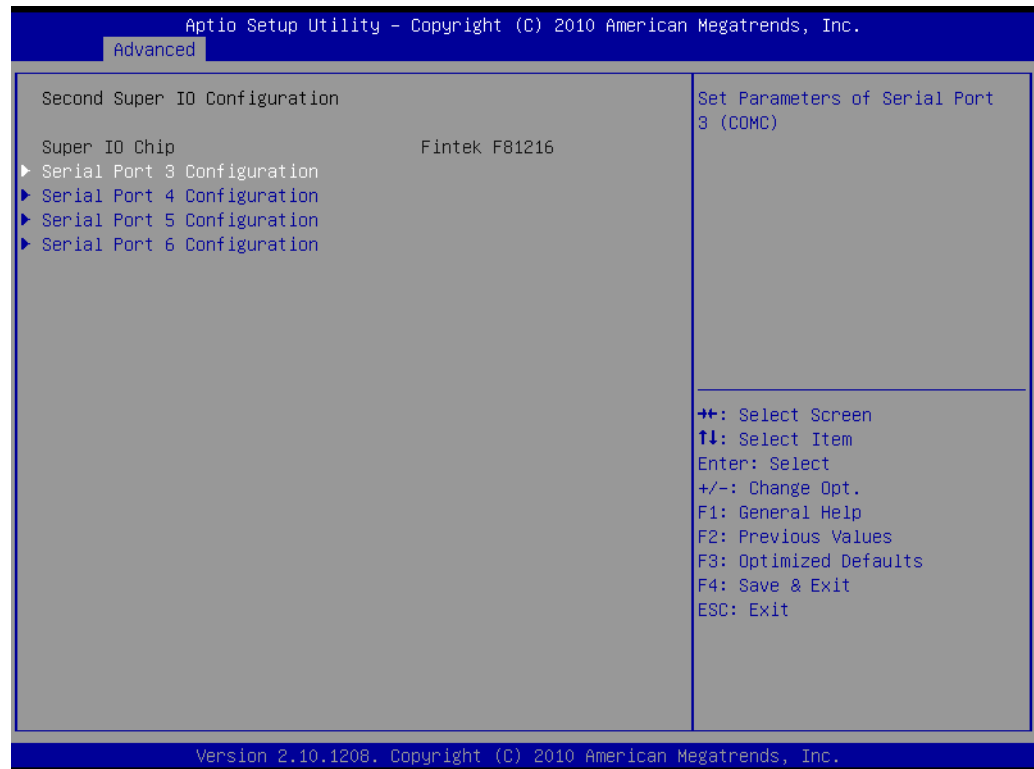 Aptio Setup Utility – Copyright (C) 2010 American Megatrends, Inc.
Advanced
Second Super IO Configuration
Super IO Chip Fintek F81216
Serial Port 3 Configuration
Serial Port 4 Configuration
Serial Port 5 Configuration
Serial Port 6 Configuration
Set Parameters of Serial Port
3 (COMC)
→←: Select Screen
↑↓: Select Item
Enter: Select
+/-: Change Opt.
F1: General Help
F2: Previous Values
F3: Optimized Defaults
F4: Save & Exit
ESC: Exit
Version 2.10.1208. Copyright (C) 2010 American Megatrends, Inc.